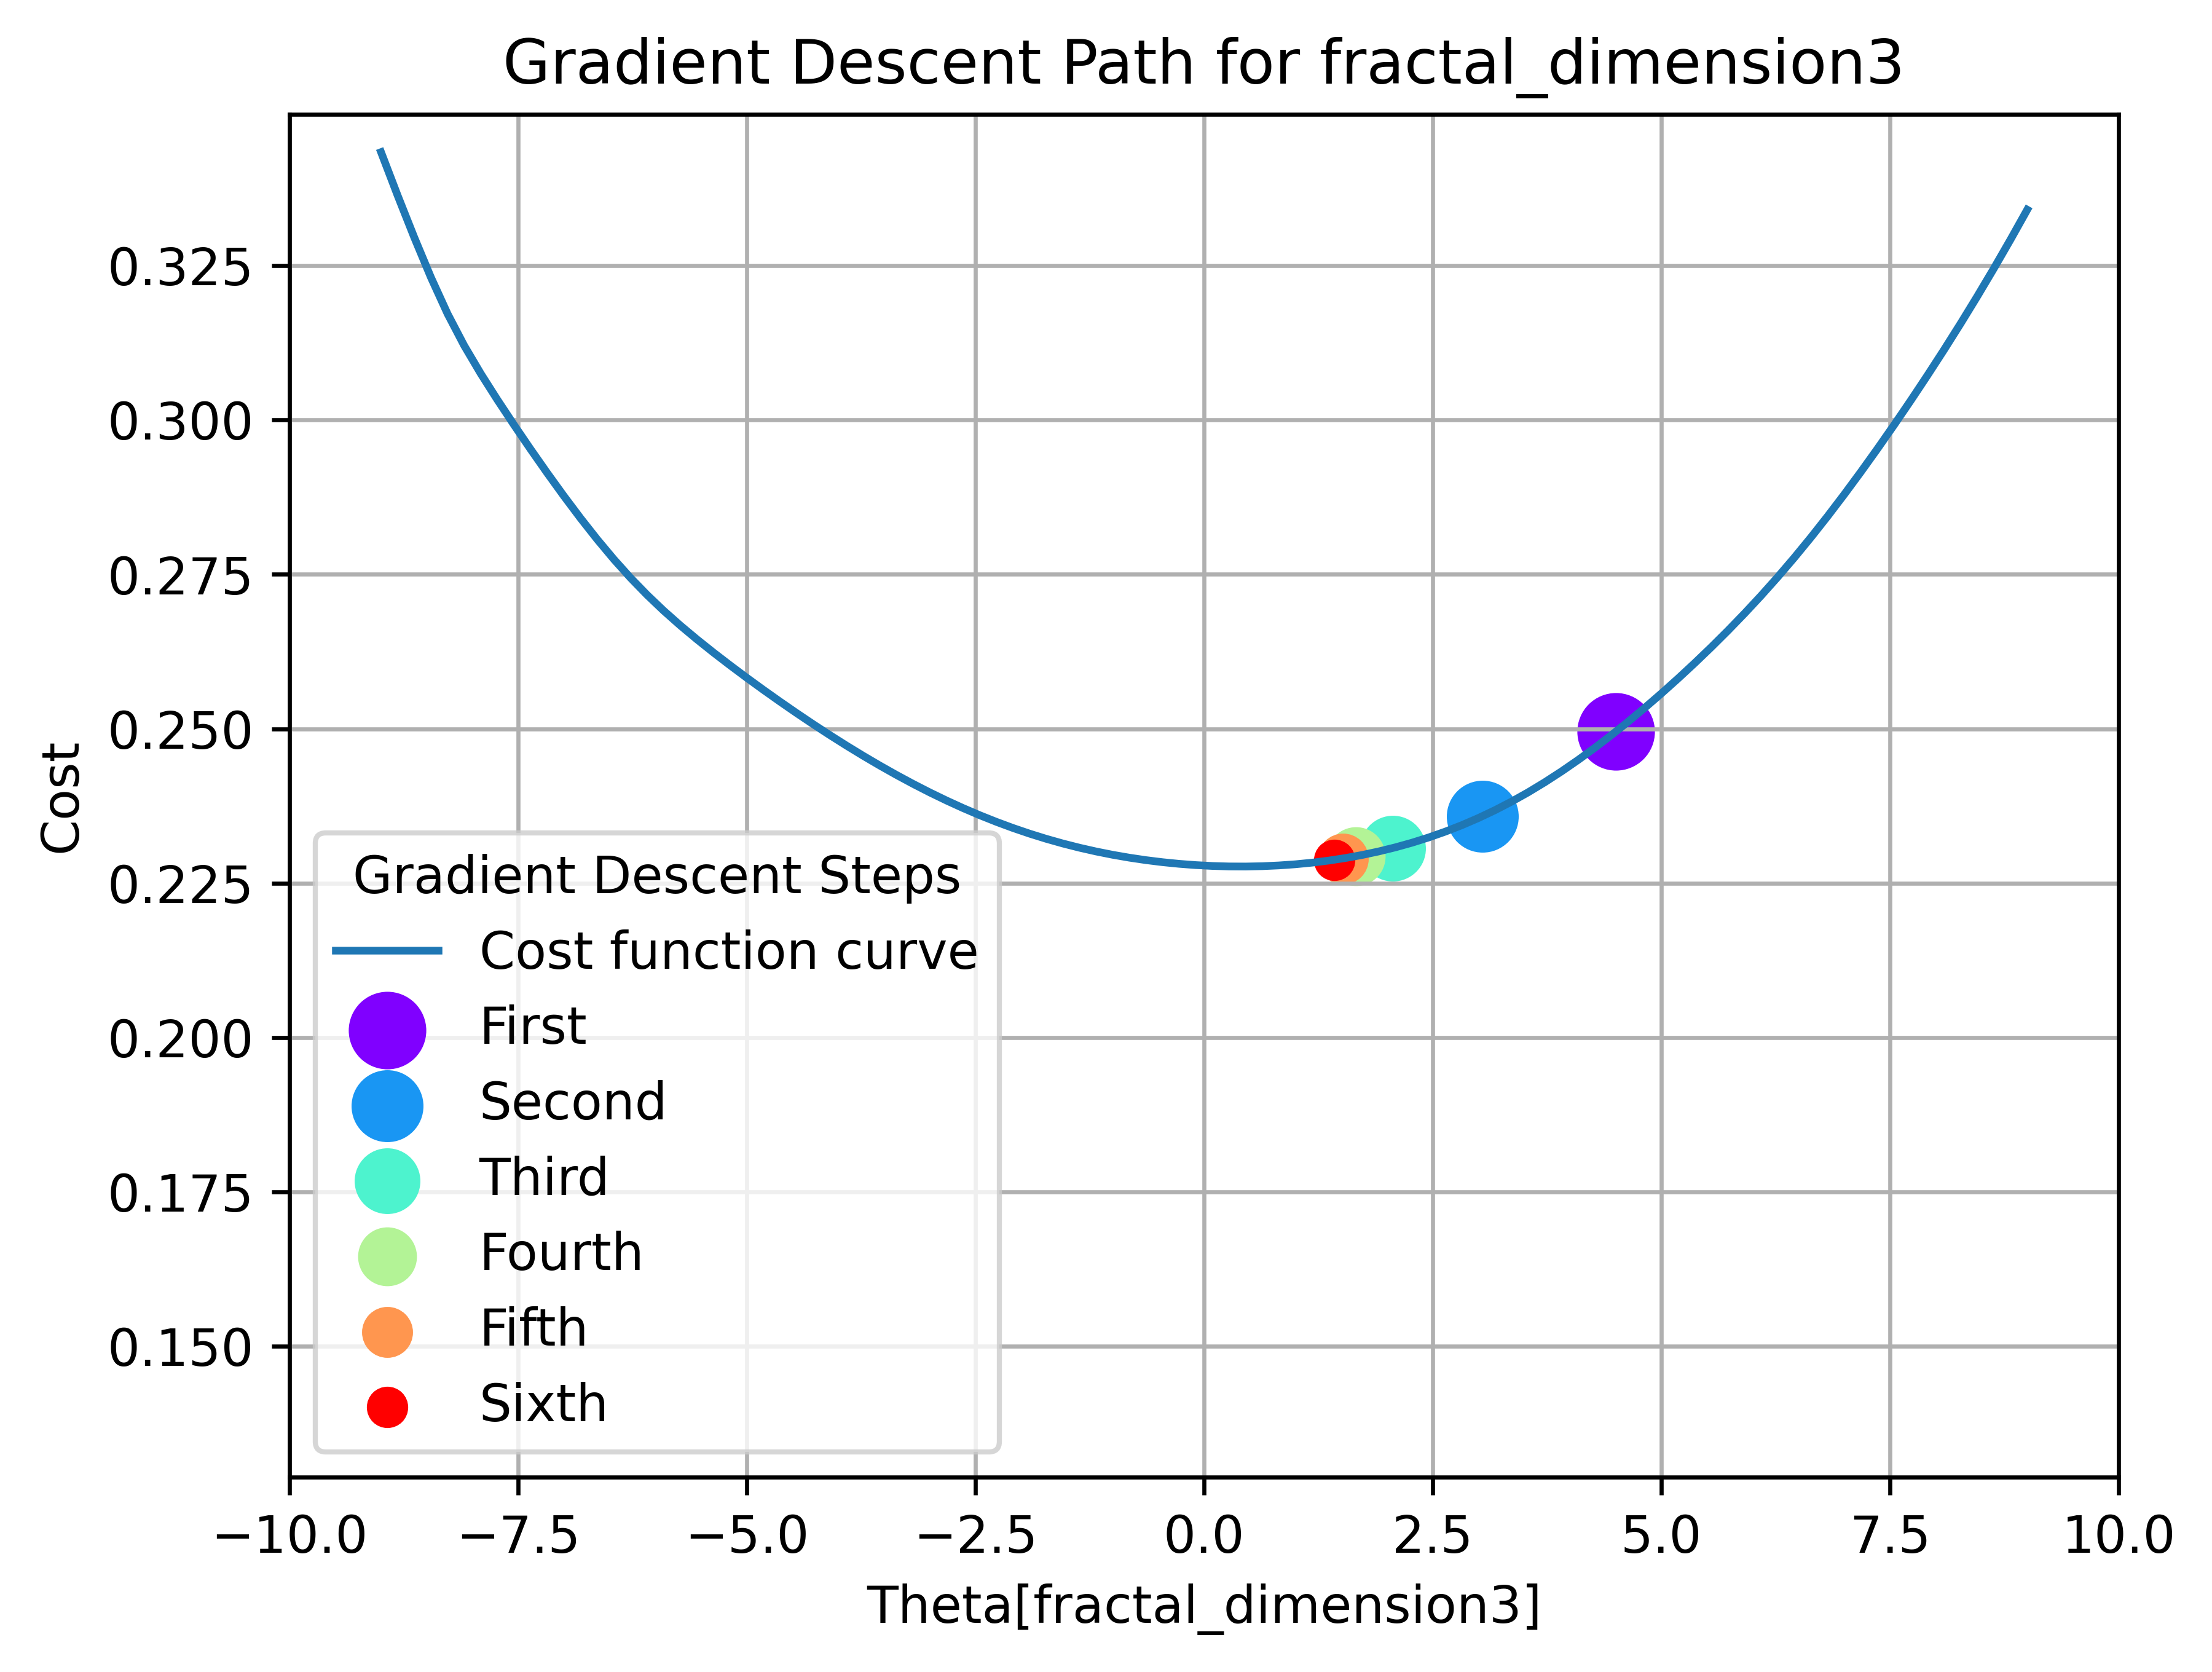 Gradient Descent Path for fractal_dimension3
Cost
0.325
0.300
0.275
0.250
0.225
0.200
0.175
0.150
Gradient Descent Steps
Cost function curve
First
Second
Third
Fourth
Fifth
Sixth
−10.0 −7.5 −5.0 −2.5 0.0 2.5 5.0 7.5 10.0
Theta[fractal_dimension3]